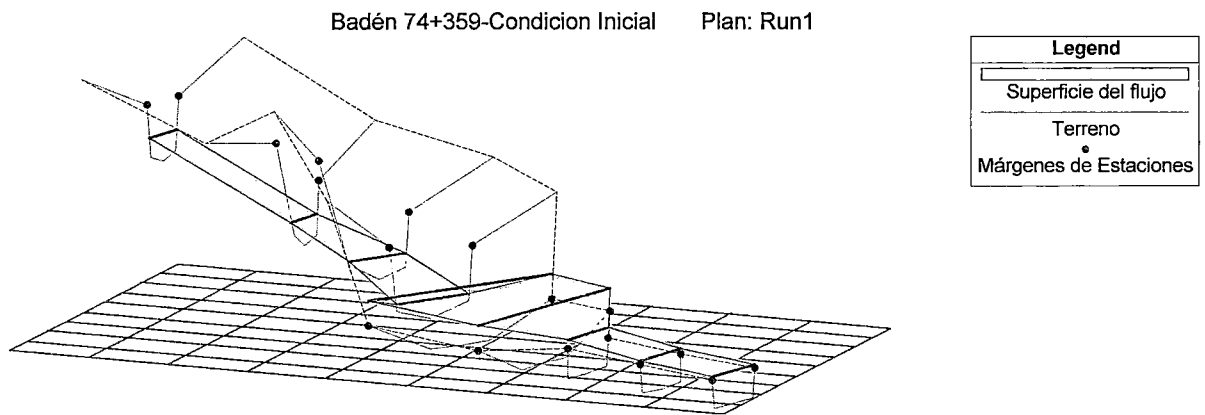 Badén 74+359-Condicion Inicial Plan: Run1
Legend
Superficie del flujo
Terreno
Márgenes de Estaciones